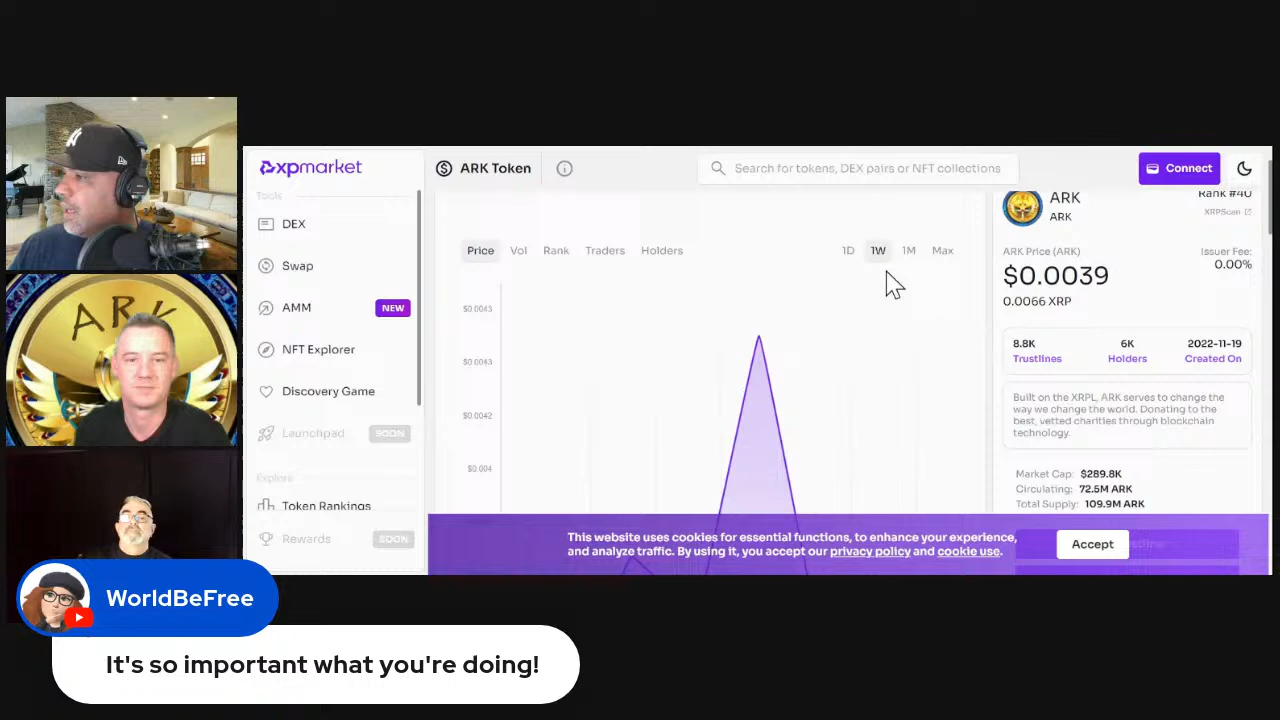 ARK
xpmarket
ARK Token
Search for tokens, DEX pairs or NFT collections
Connect
Tools
DEX
Swap
AMM
NEW
NFT Explorer
Discovery Game
Launchpad
SOON
Explore
Token Rankings
Rewards
SOON
Price
Vol
Rank
Traders
Holders
1D
1W
1M
Max
$0.0043
$0.0043
$0.0042
$0.004
ARK
ARK
Rank #40
XRPScan
ARK Price (ARK)
$0.0039
0.0066 XRP
Issuer Fee:
0.00%
8.8K
Trustlines
6K
Holders
2022-11-19
Created On
Built on the XRPL, ARK serves to change the
way we change the world. Donating to the
best, vetted charities through blockchain
technology.
Market Cap: $289.8K
Circulating: 72.5M ARK
Total Supply: 109.9M ARK
This website uses cookies for essential functions, to enhance your experience,
and analyze traffic. By using it, you accept our privacy policy and cookie use.
Accept
WorldBeFree
It's so important what you're doing!